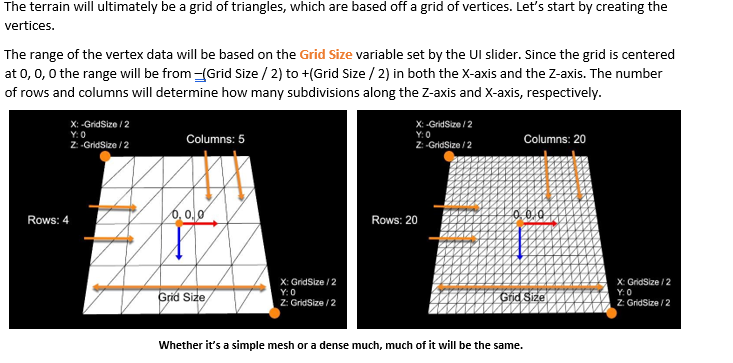 The terrain will ultimately be a grid of triangles, which are based off a grid of vertices. Let's start by creating the
vertices.
The range of the vertex data will be based on the Grid Size variable set by the UI slider. Since the grid is centered
at 0, 0, 0 the range will be from –(Grid Size / 2) to +(Grid Size / 2) in both the X-axis and the Z-axis. The number
of rows and columns will determine how many subdivisions along the Z-axis and X-axis, respectively.
X: -GridSize / 2
Y: 0
Z: -GridSize / 2
Columns: 5
Rows: 4
0, 0, 0
Grid Size
X: GridSize / 2
Y: 0
Z: GridSize / 2
X: -GridSize / 2
Y: 0
Z: -GridSize / 2
Columns: 20
Rows: 20
0, 0, 0
Grid Size
X: GridSize / 2
Y: 0
Z: GridSize / 2
Whether it's a simple mesh or a dense much, much of it will be the same.